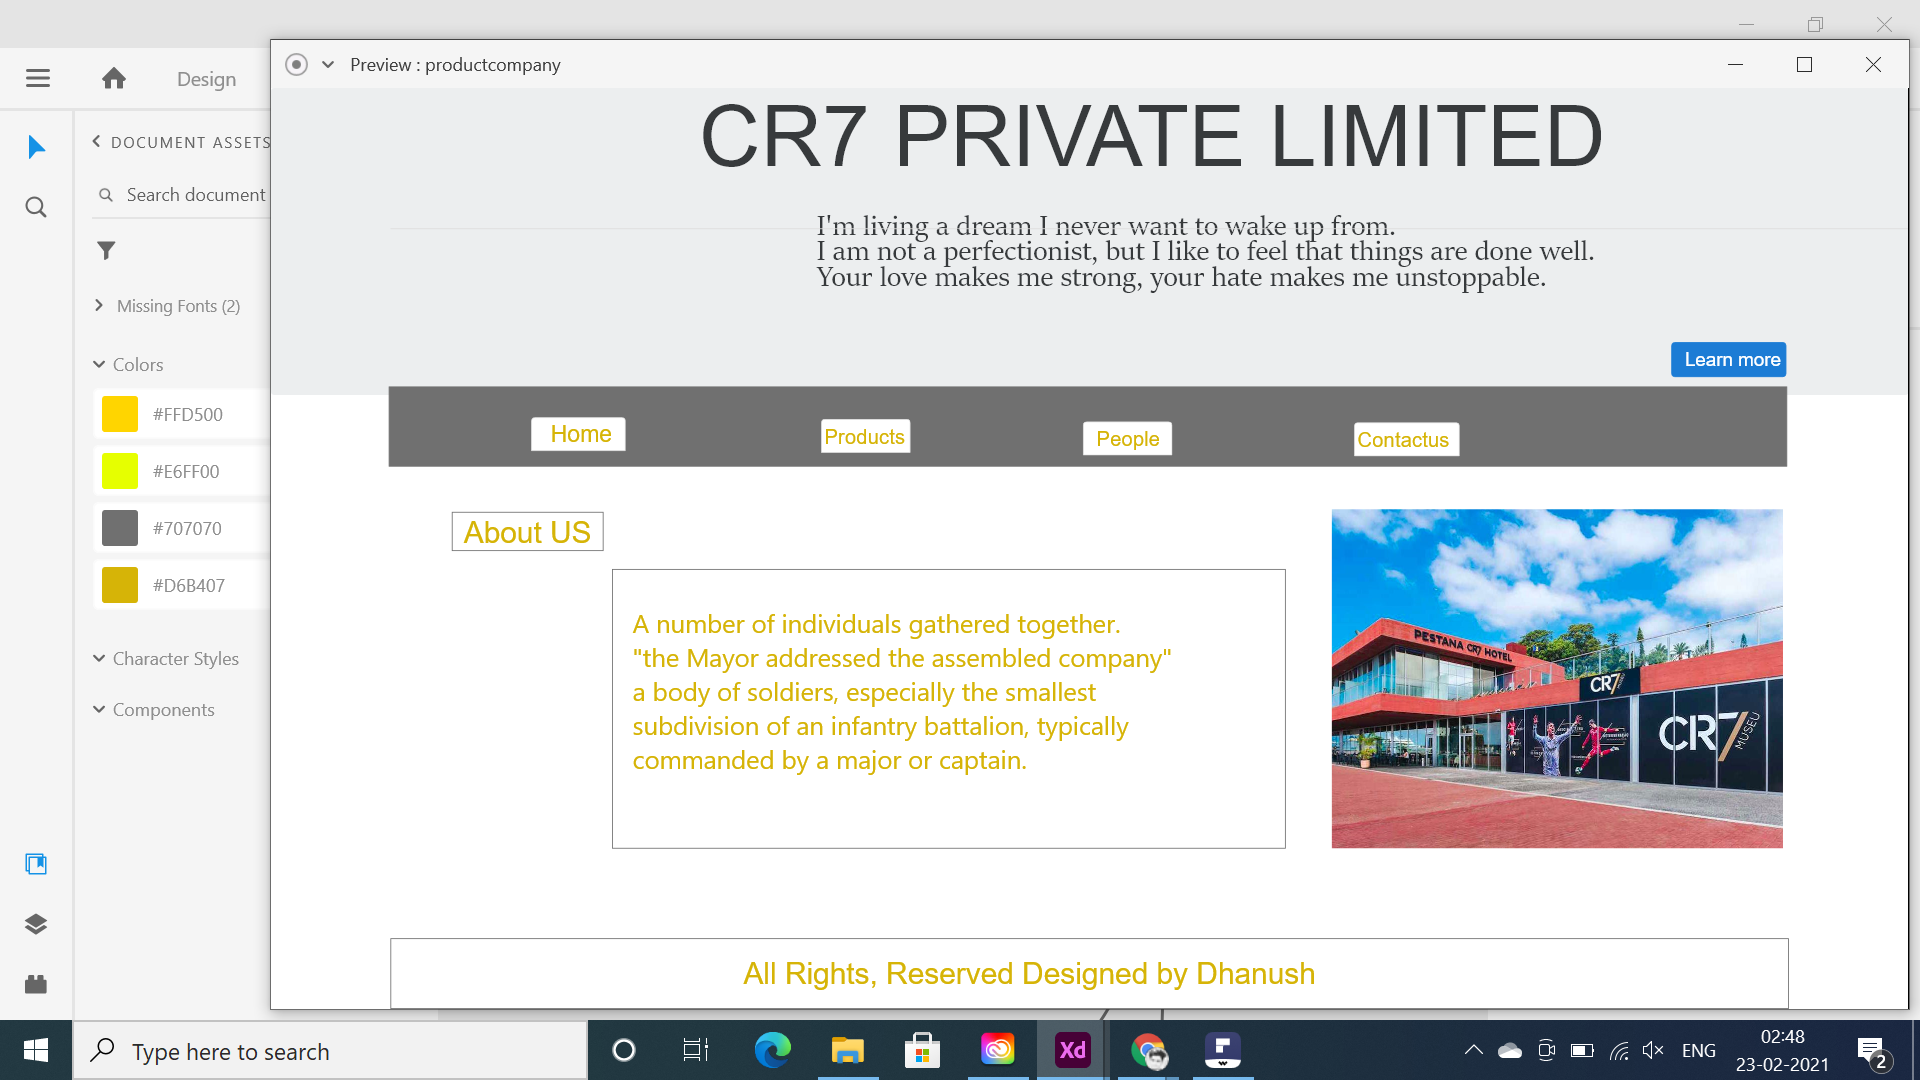 Preview : productcompany
Design
DOCUMENT ASSETS
Search document
Missing Fonts (2)
Colors
#FFD500
#E6FF00
#707070
#D6B407
Character Styles
Components
CR7 PRIVATE LIMITED
I'm living a dream I never want to wake up from.
I am not a perfectionist, but I like to feel that things are done well.
Your love makes me strong, your hate makes me unstoppable.
Learn more
Home
Products
People
Contactus
About US
A number of individuals gathered together.
"the Mayor addressed the assembled company"
a body of soldiers, especially the smallest
subdivision of an infantry battalion, typically
commanded by a major or captain.
PESTANA CR7 HOTEL
CR7
CR7
MUSEU
All Rights, Reserved Designed by Dhanush
Type here to search
Xd
ENG
02:48
23-02-2021
2